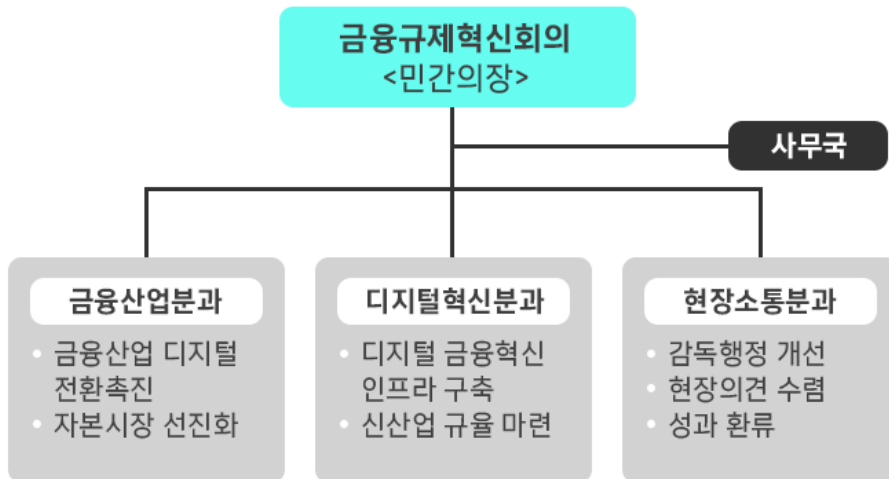 금융규제혁신회의
<민간의장>
사무국
금융산업분과
• 금융산업 디지털
전환촉진
• 자본시장 선진화
디지털혁신분과
• 디지털 금융혁신
인프라 구축
• 신산업 규율 마련
현장소통분과
• 감독행정 개선
• 현장의견 수렴
• 성과 환류